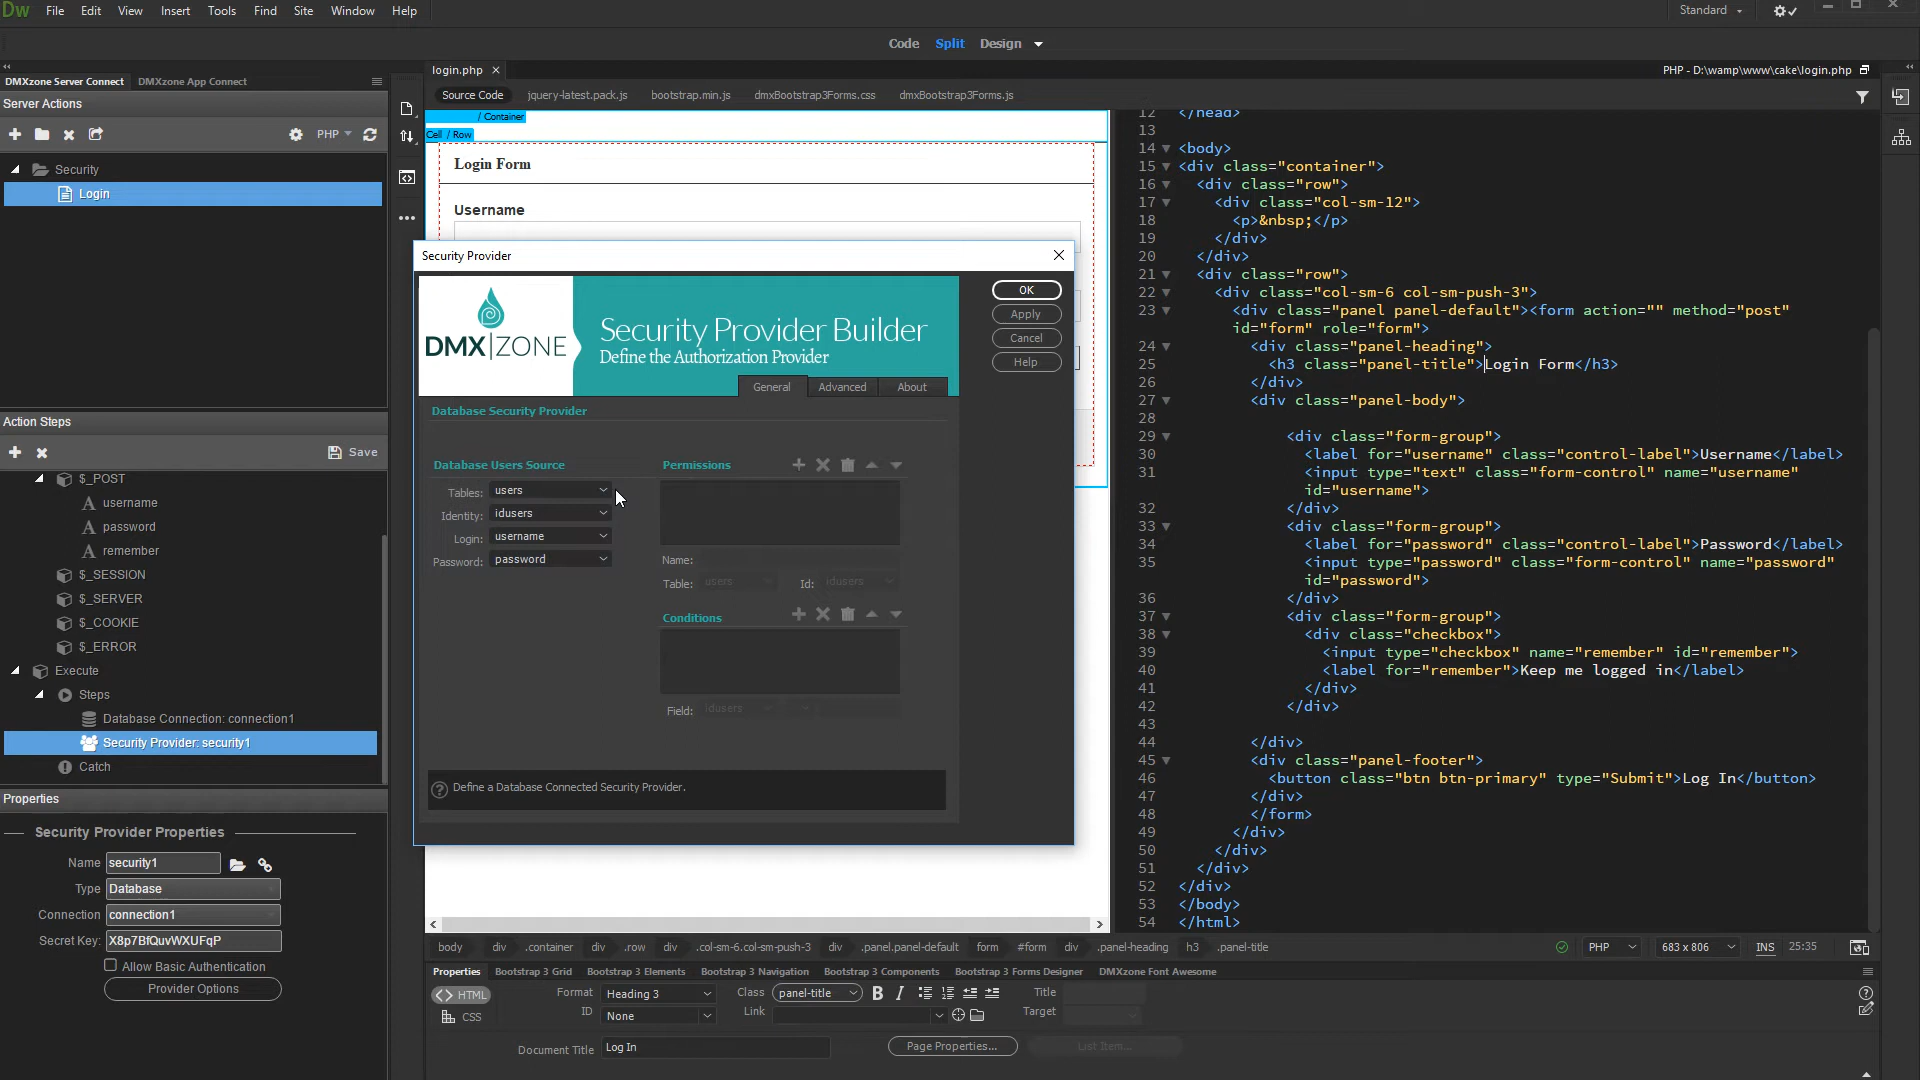 Dw File Edit View Insert Tools Find Site Window Help Standard
Code Split Design
DMXzone Server Connect DMXzone App Connect
Server Actions
PHP
Security
Login
Action Steps
Save
$_POST
username
password
remember
$_SESSION
$_SERVER
$_COOKIE
$_ERROR
Execute
Steps
Database Connection: connection1
Security Provider: security1
Catch
Properties
Security Provider Properties
Name security1
Type Database
Connection connection1
Secret Key: X8p7BfQuvWXUFqP
Allow Basic Authentication
Provider Options
login.php
PHP - D:\wamp\www\cake\login.php
Source Code jquery-latest.pack.js bootstrap.min.js dmxBootstrap3Forms.css dmxBootstrap3Forms.js
/ Container
Cell / Row
Login Form
Username
Security Provider
DMX|ZONE
Security Provider Builder
Define the Authorization Provider
General Advanced About
OK
Apply
Cancel
Help
Database Security Provider
Database Users Source
Tables: users
Identity: idusers
Login: username
Password: password
Permissions
Name:
Table: users Id: idusers
Conditions
Field: idusers
Define a Database Connected Security Provider.
12 </head>
13
14 <body>
15 <div class="container">
16 <div class="row">
17 <div class="col-sm-12">
18 <p>&nbsp;</p>
19 </div>
20 </div>
21 <div class="row">
22 <div class="col-sm-6 col-sm-push-3">
23 <div class="panel panel-default"><form action="" method="post"
id="form" role="form">
24 <div class="panel-heading">
25 <h3 class="panel-title">Login Form</h3>
26 </div>
27 <div class="panel-body">
28
29 <div class="form-group">
30 <label for="username" class="control-label">Username</label>
31 <input type="text" class="form-control" name="username"
id="username">
32 </div>
33 <div class="form-group">
34 <label for="password" class="control-label">Password</label>
35 <input type="password" class="form-control" name="password"
id="password">
36 </div>
37 <div class="form-group">
38 <div class="checkbox">
39 <input type="checkbox" name="remember" id="remember">
40 <label for="remember">Keep me logged in</label>
41 </div>
42 </div>
43
44 </div>
45 <div class="panel-footer">
46 <button class="btn btn-primary" type="Submit">Log In</button>
47 </div>
48 </form>
49 </div>
50 </div>
51 </div>
52 </div>
53 </body>
54 </html>
body div .container div .row div .col-sm-6.col-sm-push-3 div .panel.panel-default form #form div .panel-heading h3 .panel-title PHP 683 x 806 INS 25:35
Properties Bootstrap 3 Grid Bootstrap 3 Elements Bootstrap 3 Navigation Bootstrap 3 Components Bootstrap 3 Forms Designer DMXzone Font Awesome
<> HTML Format Heading 3 Class panel-title B I Title
CSS ID None Link Target
Document Title Log In Page Properties... List Item...